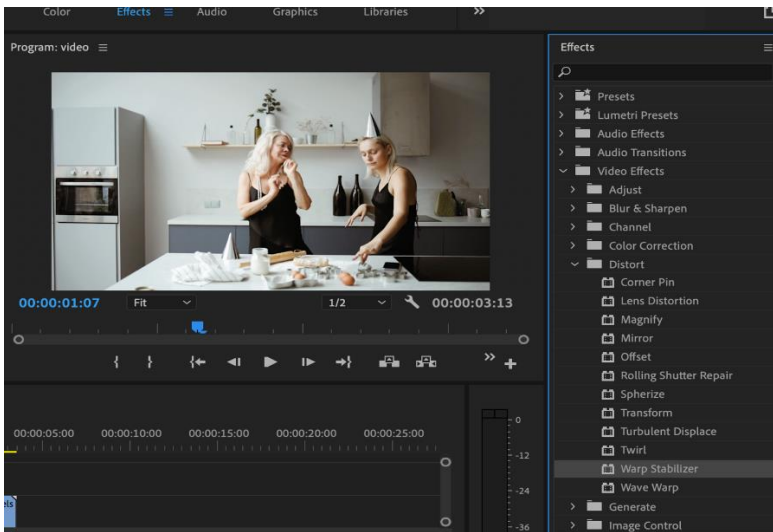 Color Effects Audio Graphics Libraries
Program: video
00:00:01:07 Fit 1/2 00:00:03:13
00:00:05:00 00:00:10:00 00:00:15:00 00:00:20:00 00:00:25:00
els
0
-12
-24
-36
Effects
Presets
Lumetri Presets
Audio Effects
Audio Transitions
Video Effects
Adjust
Blur & Sharpen
Channel
Color Correction
Distort
Corner Pin
Lens Distortion
Magnify
Mirror
Offset
Rolling Shutter Repair
Spherize
Transform
Turbulent Displace
Twirl
Warp Stabilizer
Wave Warp
Generate
Image Control